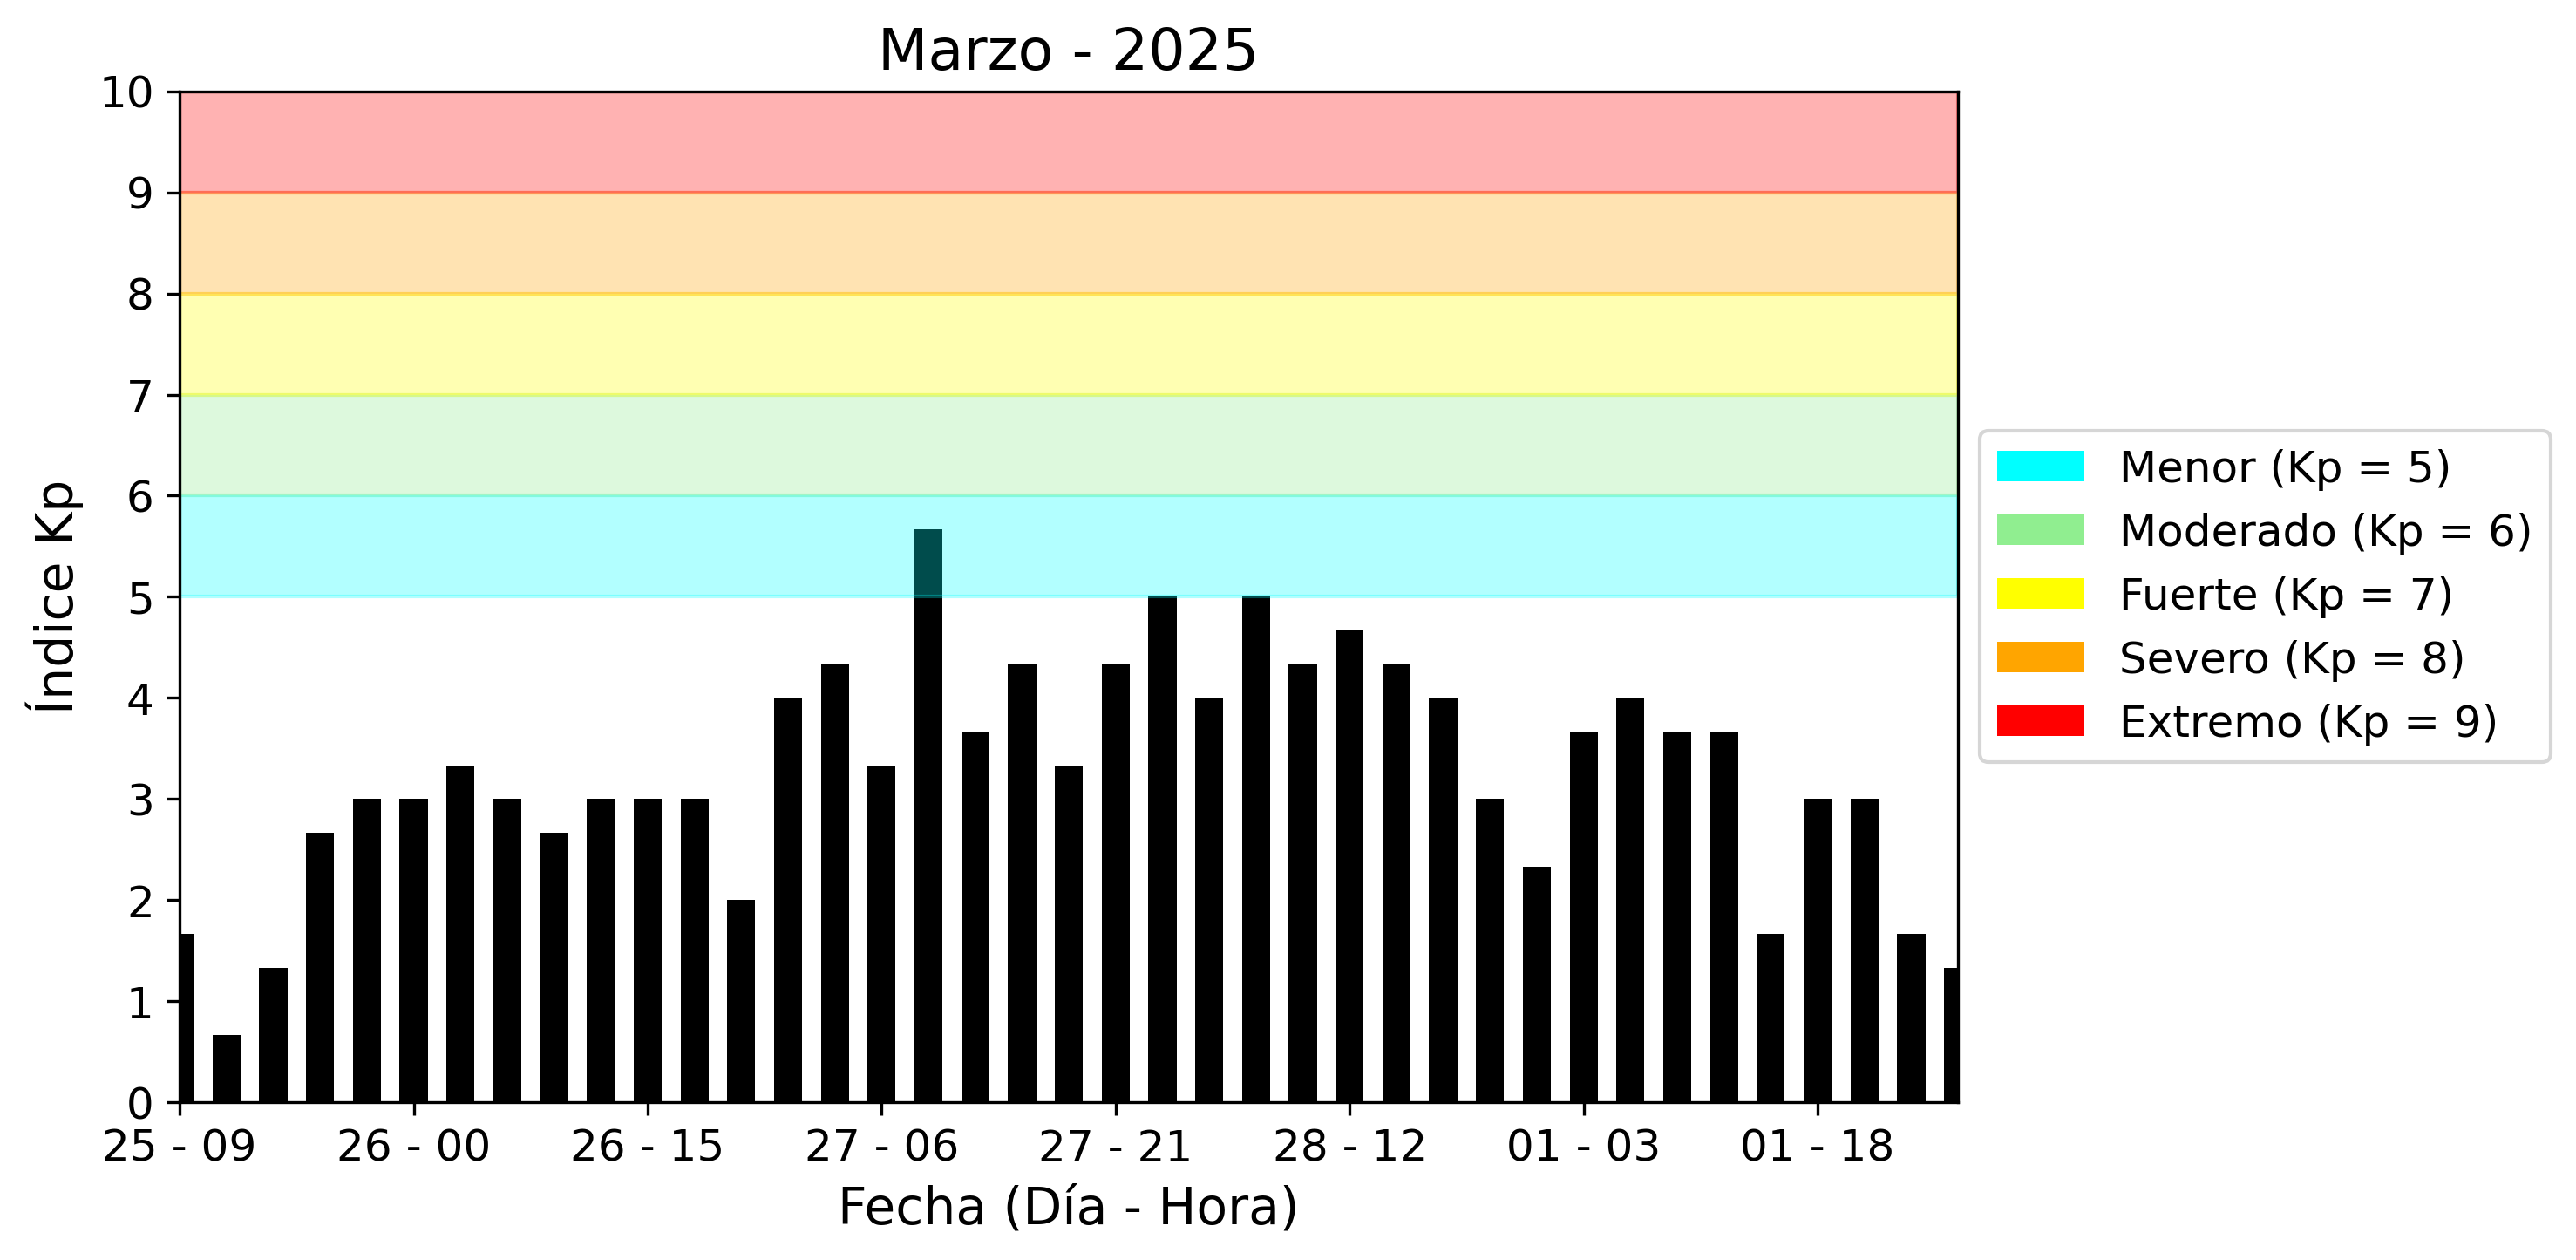 Marzo - 2025
10
9
8
7
6
5
4
3
2
1
0
Índice Kp
25 - 09
26 - 00
26 - 15
27 - 06
27 - 21
28 - 12
01 - 03
01 - 18
Fecha (Día - Hora)
Menor (Kp = 5)
Moderado (Kp = 6)
Fuerte (Kp = 7)
Severo (Kp = 8)
Extremo (Kp = 9)